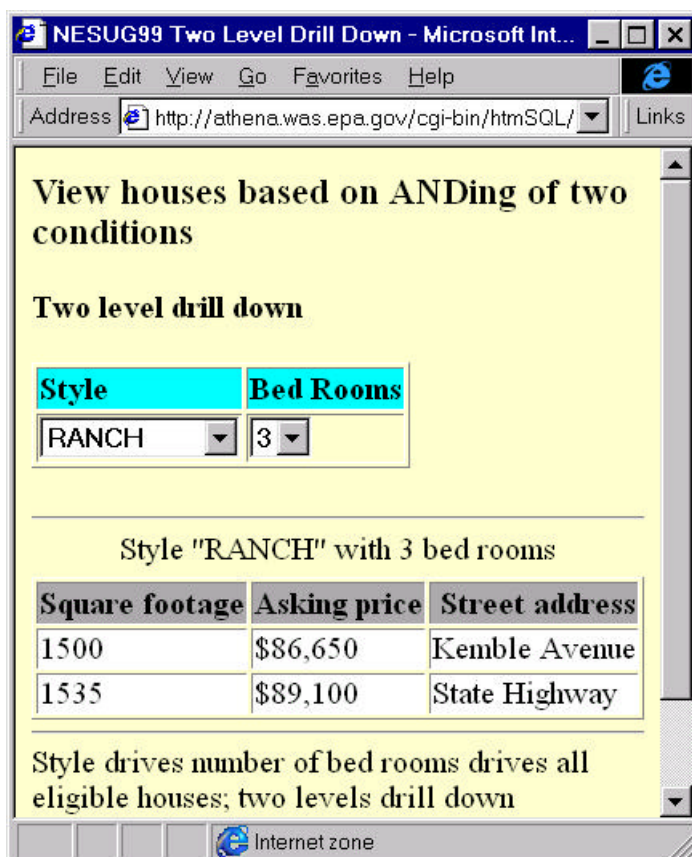 NESUG99 Two Level Drill Down - Microsoft Int...
File Edit View Go Favorites Help
Address http://athena.was.epa.gov/cgi-bin/htmSQL/ Links
View houses based on ANDing of two
conditions
Two level drill down
Style Bed Rooms
RANCH 3
Style "RANCH" with 3 bed rooms
Square footage Asking price Street address
1500 $86,650 Kemble Avenue
1535 $89,100 State Highway
Style drives number of bed rooms drives all
eligible houses; two levels drill down
Internet zone